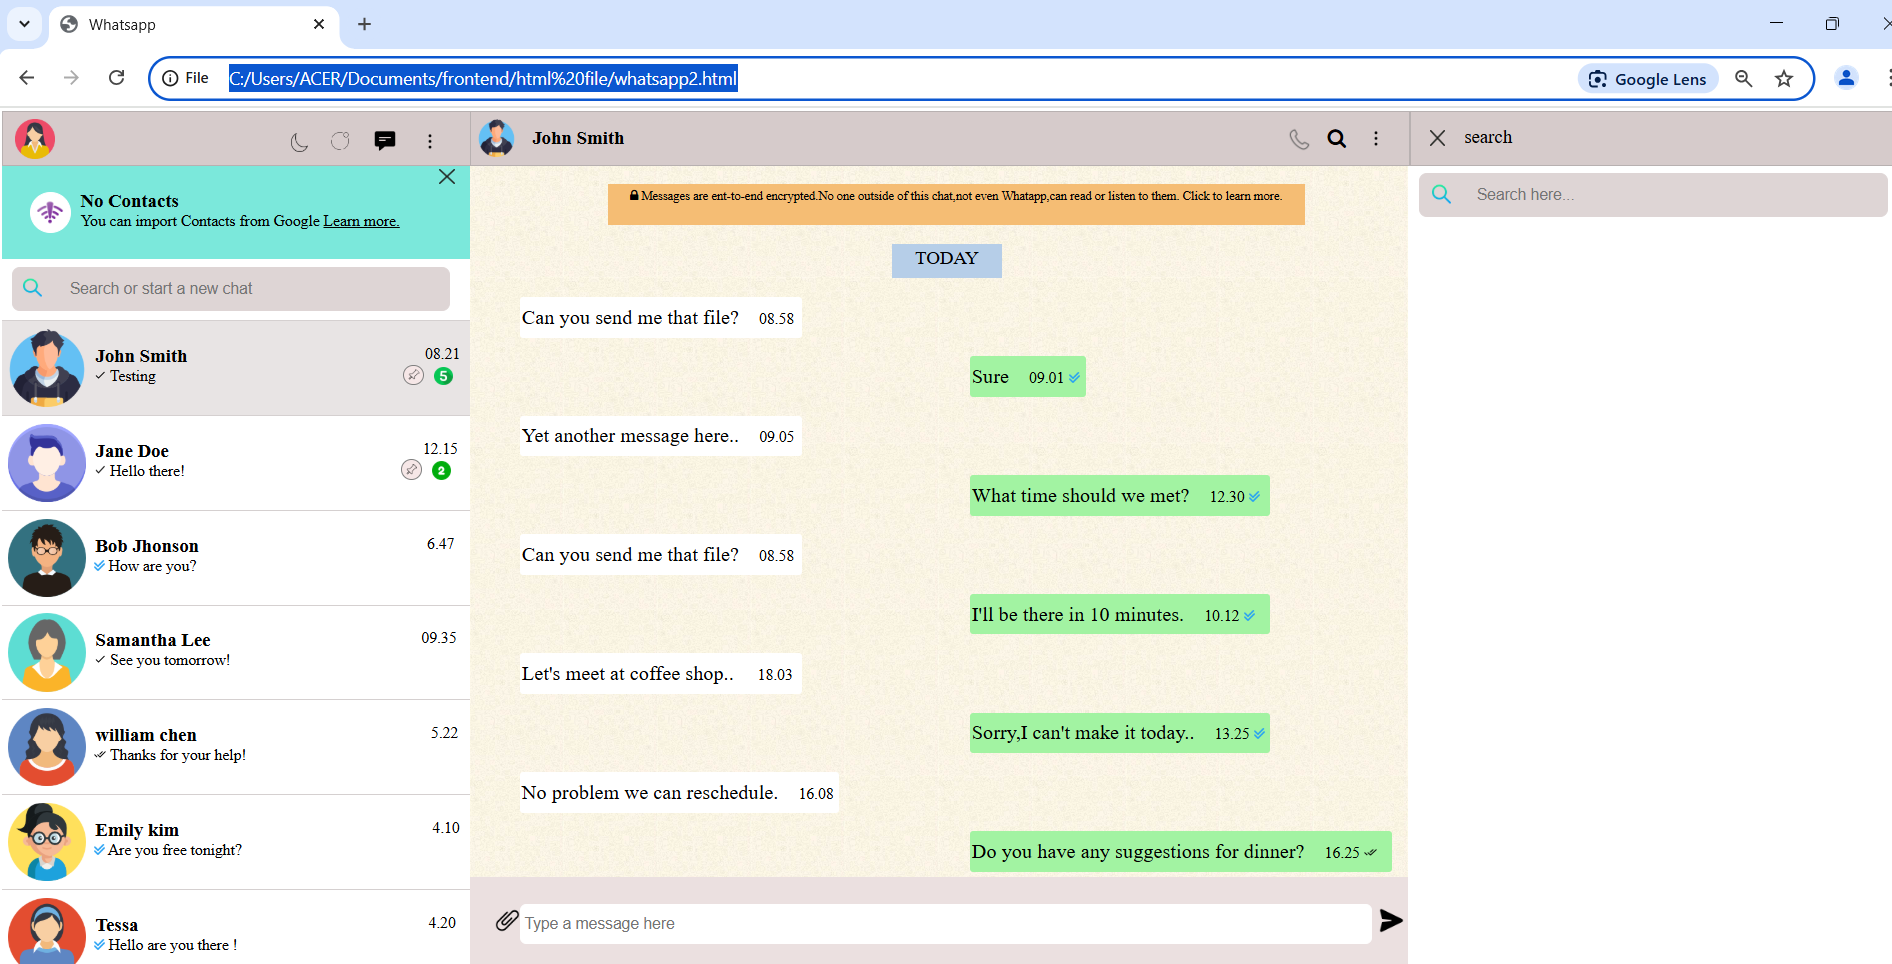 Whatsapp
File C:/Users/ACER/Documents/frontend/html%20file/whatsapp2.html Google Lens
No Contacts
You can import Contacts from Google Learn more.
Search or start a new chat
John Smith 08.21
Testing 5
Jane Doe 12.15
Hello there! 2
Bob Jhonson 6.47
How are you?
Samantha Lee 09.35
See you tomorrow!
william chen 5.22
Thanks for your help!
Emily kim 4.10
Are you free tonight?
Tessa 4.20
Hello are you there !
John Smith
Messages are ent-to-end encrypted.No one outside of this chat,not even Whatapp,can read or listen to them. Click to learn more.
TODAY
Can you send me that file? 08.58
Sure 09.01
Yet another message here.. 09.05
What time should we met? 12.30
Can you send me that file? 08.58
I'll be there in 10 minutes. 10.12
Let's meet at coffee shop.. 18.03
Sorry,I can't make it today.. 13.25
No problem we can reschedule. 16.08
Do you have any suggestions for dinner? 16.25
Type a message here
search
Search here...